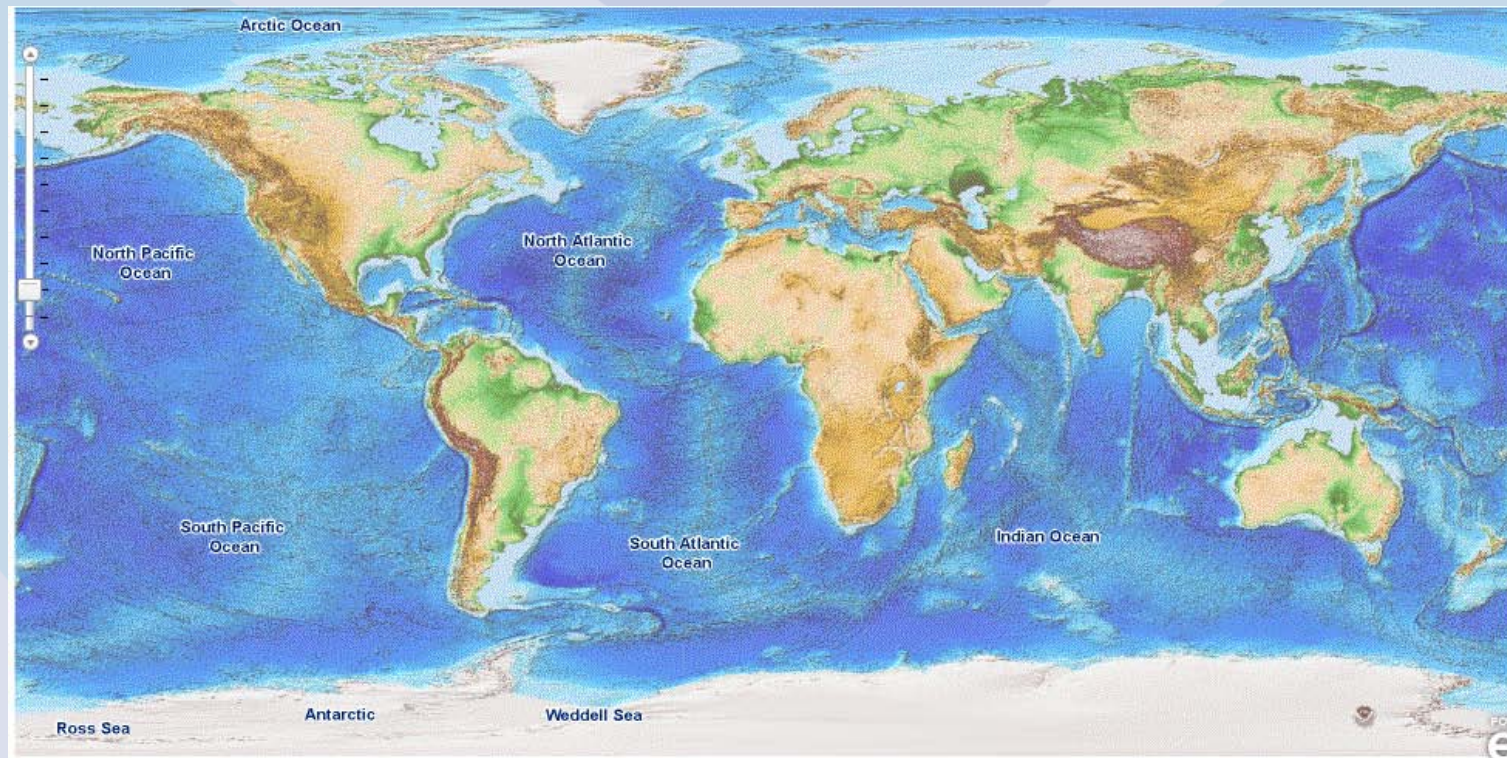 Arctic Ocean
North Pacific
Ocean
North Atlantic
Ocean
South Pacific
Ocean
South Atlantic
Ocean
Indian Ocean
Ross Sea
Antarctic
Weddell Sea